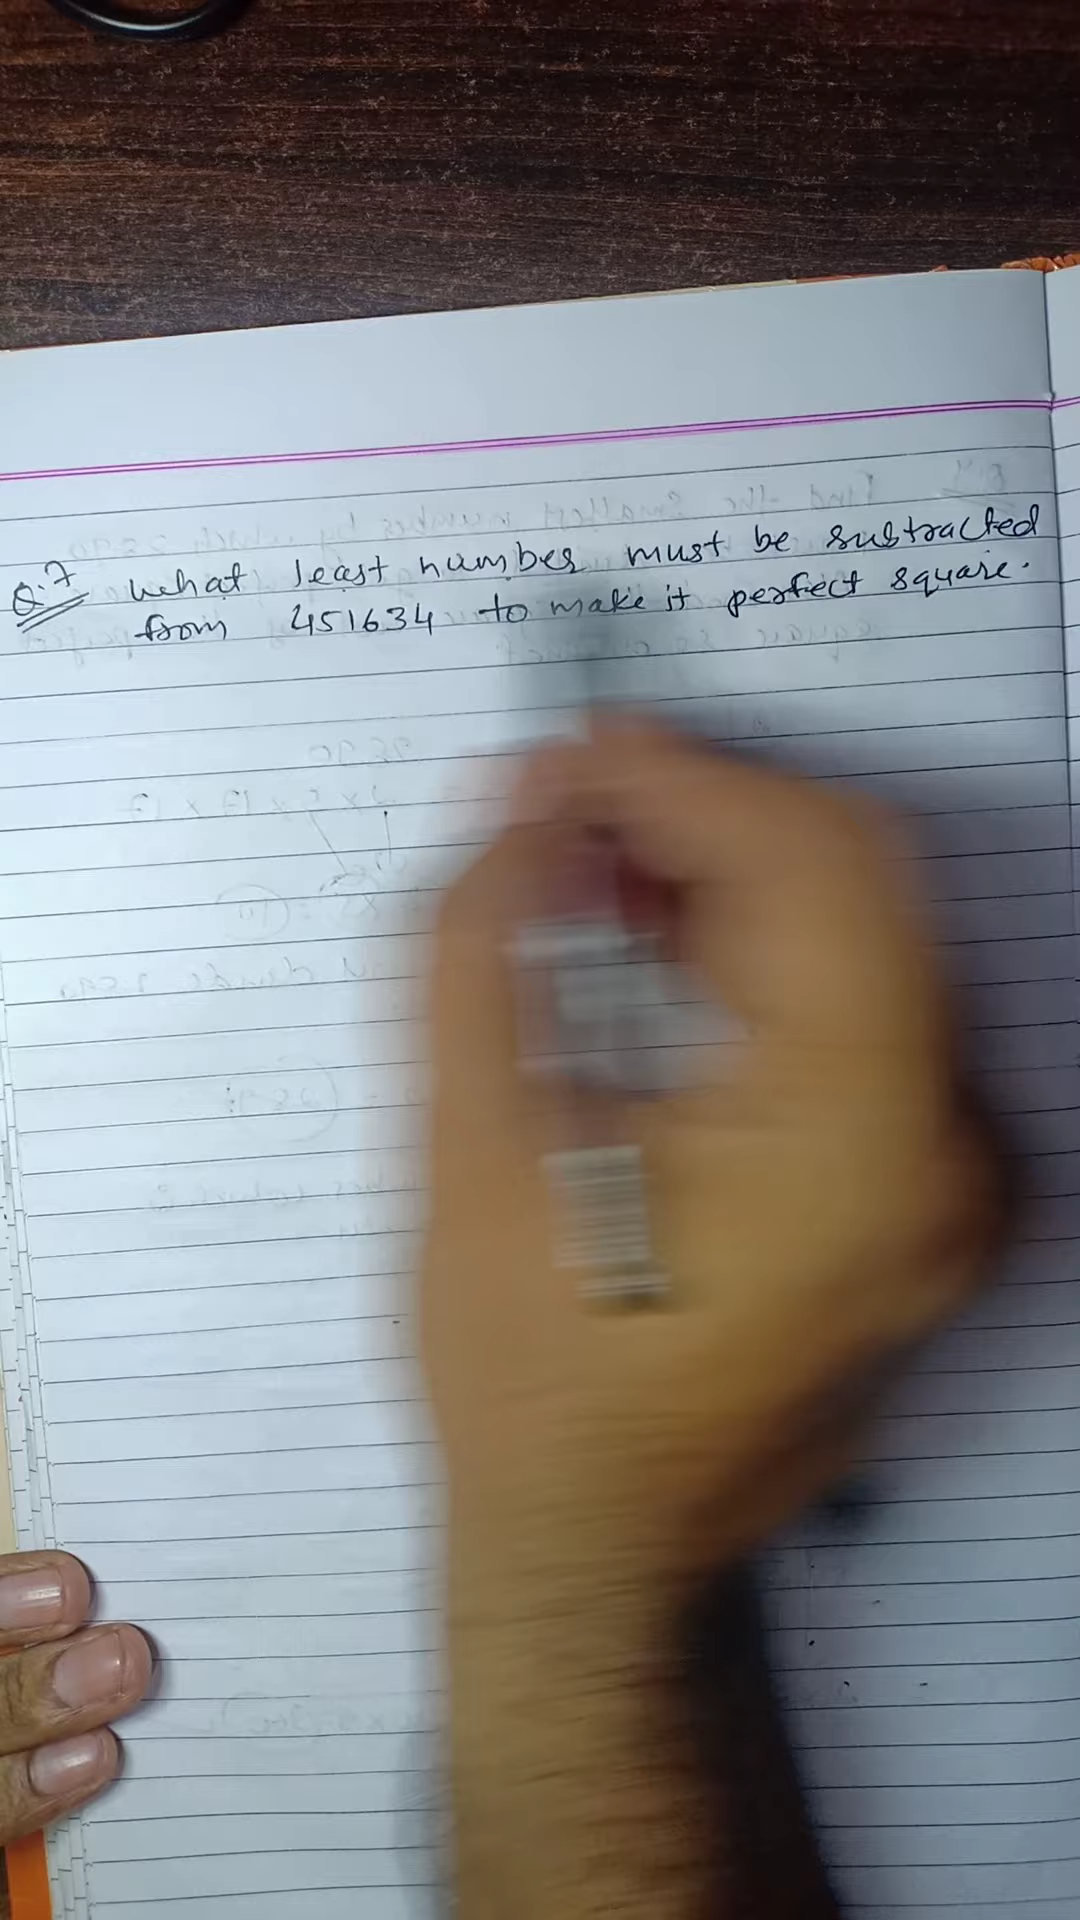 Q.7 What least number must be subtracted
from 451634 to make it perfect square.